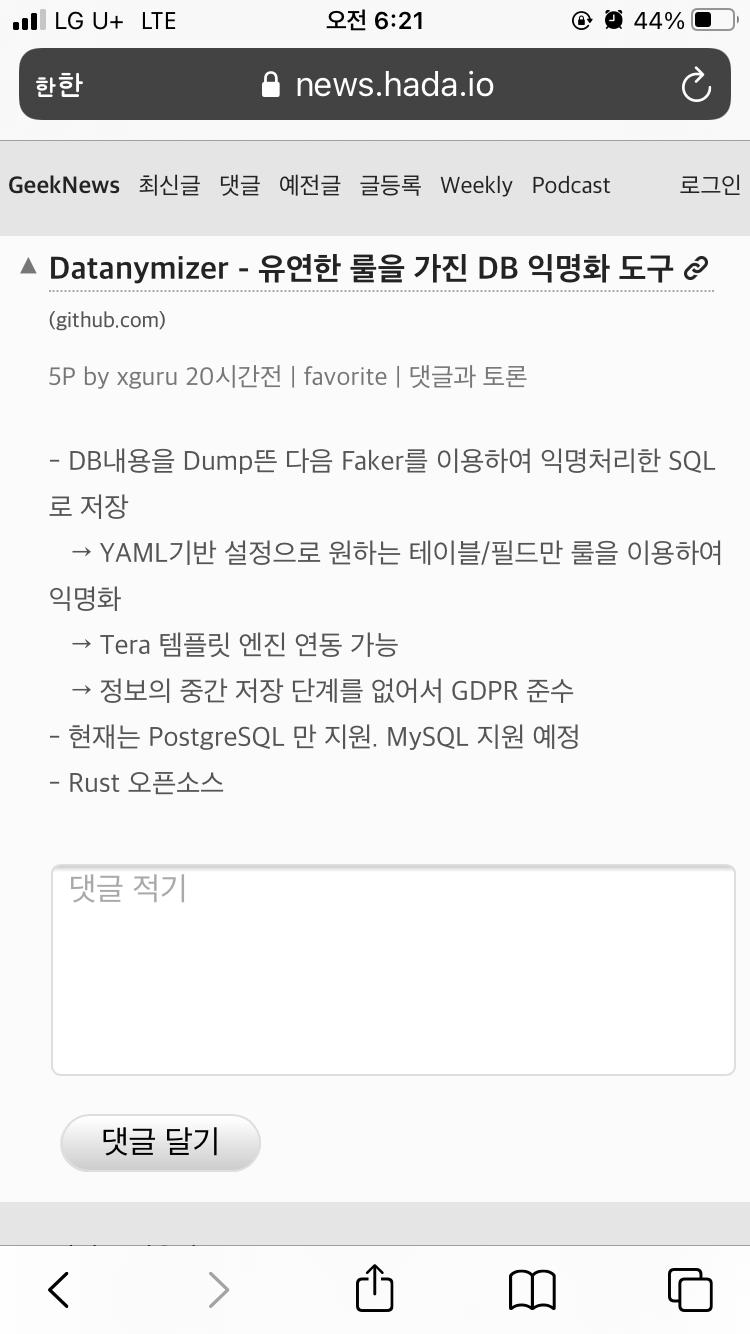 LG U+ LTE 오전 6:21 44%
한한 news.hada.io
GeekNews 최신글 댓글 예전글 글등록 Weekly Podcast 로그인
▲ Datanymizer - 유연한 룰을 가진 DB 익명화 도구
(github.com)
5P by xguru 20시간전 | favorite | 댓글과 토론
- DB내용을 Dump뜬 다음 Faker를 이용하여 익명처리한 SQL
로 저장
→ YAML기반 설정으로 원하는 테이블/필드만 룰을 이용하여
익명화
→ Tera 템플릿 엔진 연동 가능
→ 정보의 중간 저장 단계를 없어서 GDPR 준수
- 현재는 PostgreSQL 만 지원. MySQL 지원 예정
- Rust 오픈소스
댓글 적기
댓글 달기